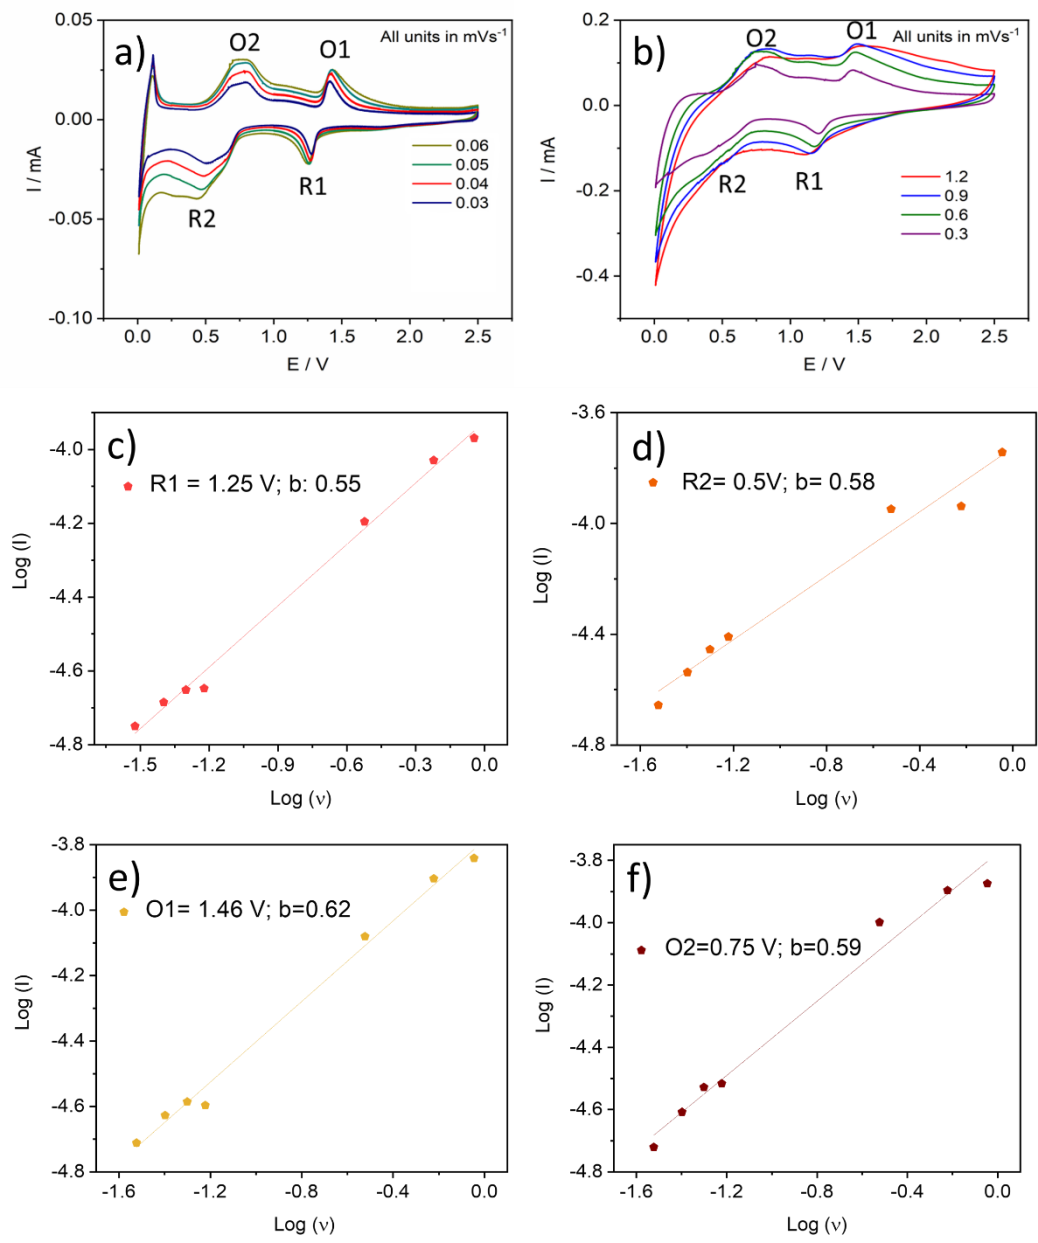 a)
O2
O1
All units in mVs⁻¹
0.05
0.00
-0.05
-0.10
I / mA
R2
R1
0.06
0.05
0.04
0.03
0.0 0.5 1.0 1.5 2.0 2.5
E / V
b)
O2
O1
All units in mVs⁻¹
0.2
0.0
-0.2
-0.4
I / mA
R2
R1
1.2
0.9
0.6
0.3
0.0 0.5 1.0 1.5 2.0 2.5
E / V
c)
R1 = 1.25 V; b: 0.55
-4.0
-4.2
-4.4
-4.6
-4.8
Log (I)
-1.5 -1.2 -0.9 -0.6 -0.3 0.0
Log (ν)
d)
R2= 0.5V; b= 0.58
-3.6
-4.0
-4.4
-4.8
Log (I)
-1.6 -1.2 -0.8 -0.4 0.0
Log (ν)
e)
O1= 1.46 V; b=0.62
-3.8
-4.0
-4.2
-4.4
-4.6
-4.8
Log (I)
-1.6 -1.2 -0.8 -0.4 0.0
Log (ν)
f)
O2=0.75 V; b=0.59
-3.8
-4.0
-4.2
-4.4
-4.6
-4.8
Log (I)
-1.6 -1.2 -0.8 -0.4 0.0
Log (ν)